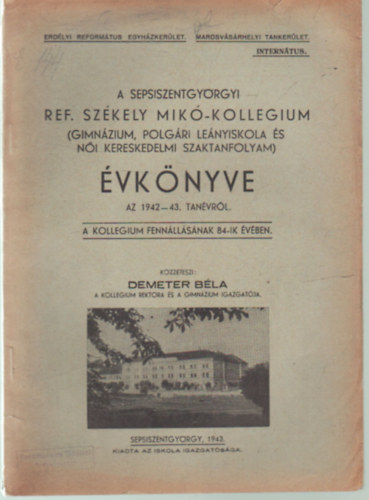 ERDÉLYI REFORMÁTUS EGYHÁZKERÜLET. MAROSVÁSÁRHELYI TANKERÜLET.
INTERNÁTUS.
A SEPSISZENTGYÖRGYI
REF. SZÉKELY MIKÓ-KOLLEGIUM
(GIMNÁZIUM, POLGÁRI LEÁNYISKOLA ÉS
NŐI KERESKEDELMI SZAKTANFOLYAM)
ÉVKÖNYVE
AZ 1942—43. TANÉVRŐL.
A KOLLEGIUM FENNÁLLÁSÁNAK 84-IK ÉVÉBEN.
KÖZZÉTESZI:
DEMETER BÉLA
A KOLLEGIUM REKTORA ÉS A GIMNÁZIUM IGAZGATÓJA.
SEPSISZENTGYÖRGY, 1943.
KIADTA AZ ISKOLA IGAZGATÓSÁGA.